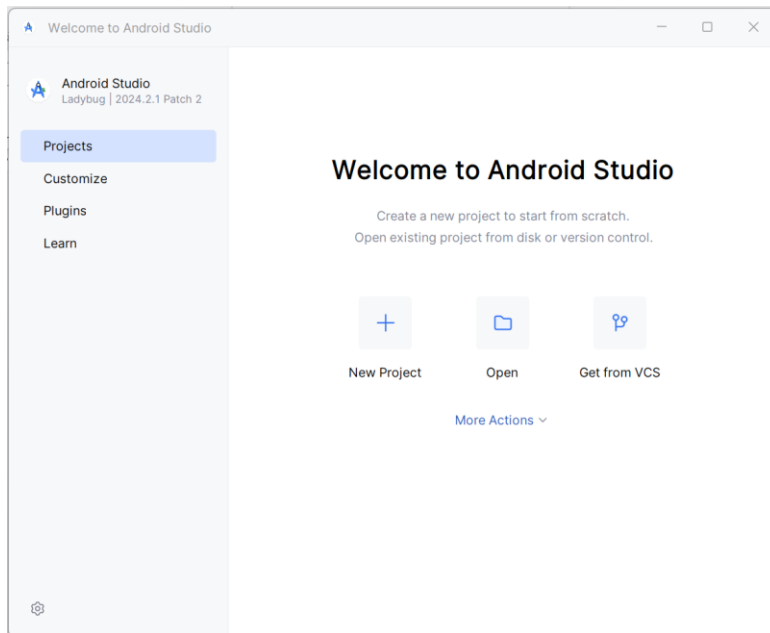 Welcome to Android Studio
Android Studio
Ladybug | 2024.2.1 Patch 2
Projects
Customize
Plugins
Learn
Welcome to Android Studio
Create a new project to start from scratch.
Open existing project from disk or version control.
New Project
Open
Get from VCS
More Actions